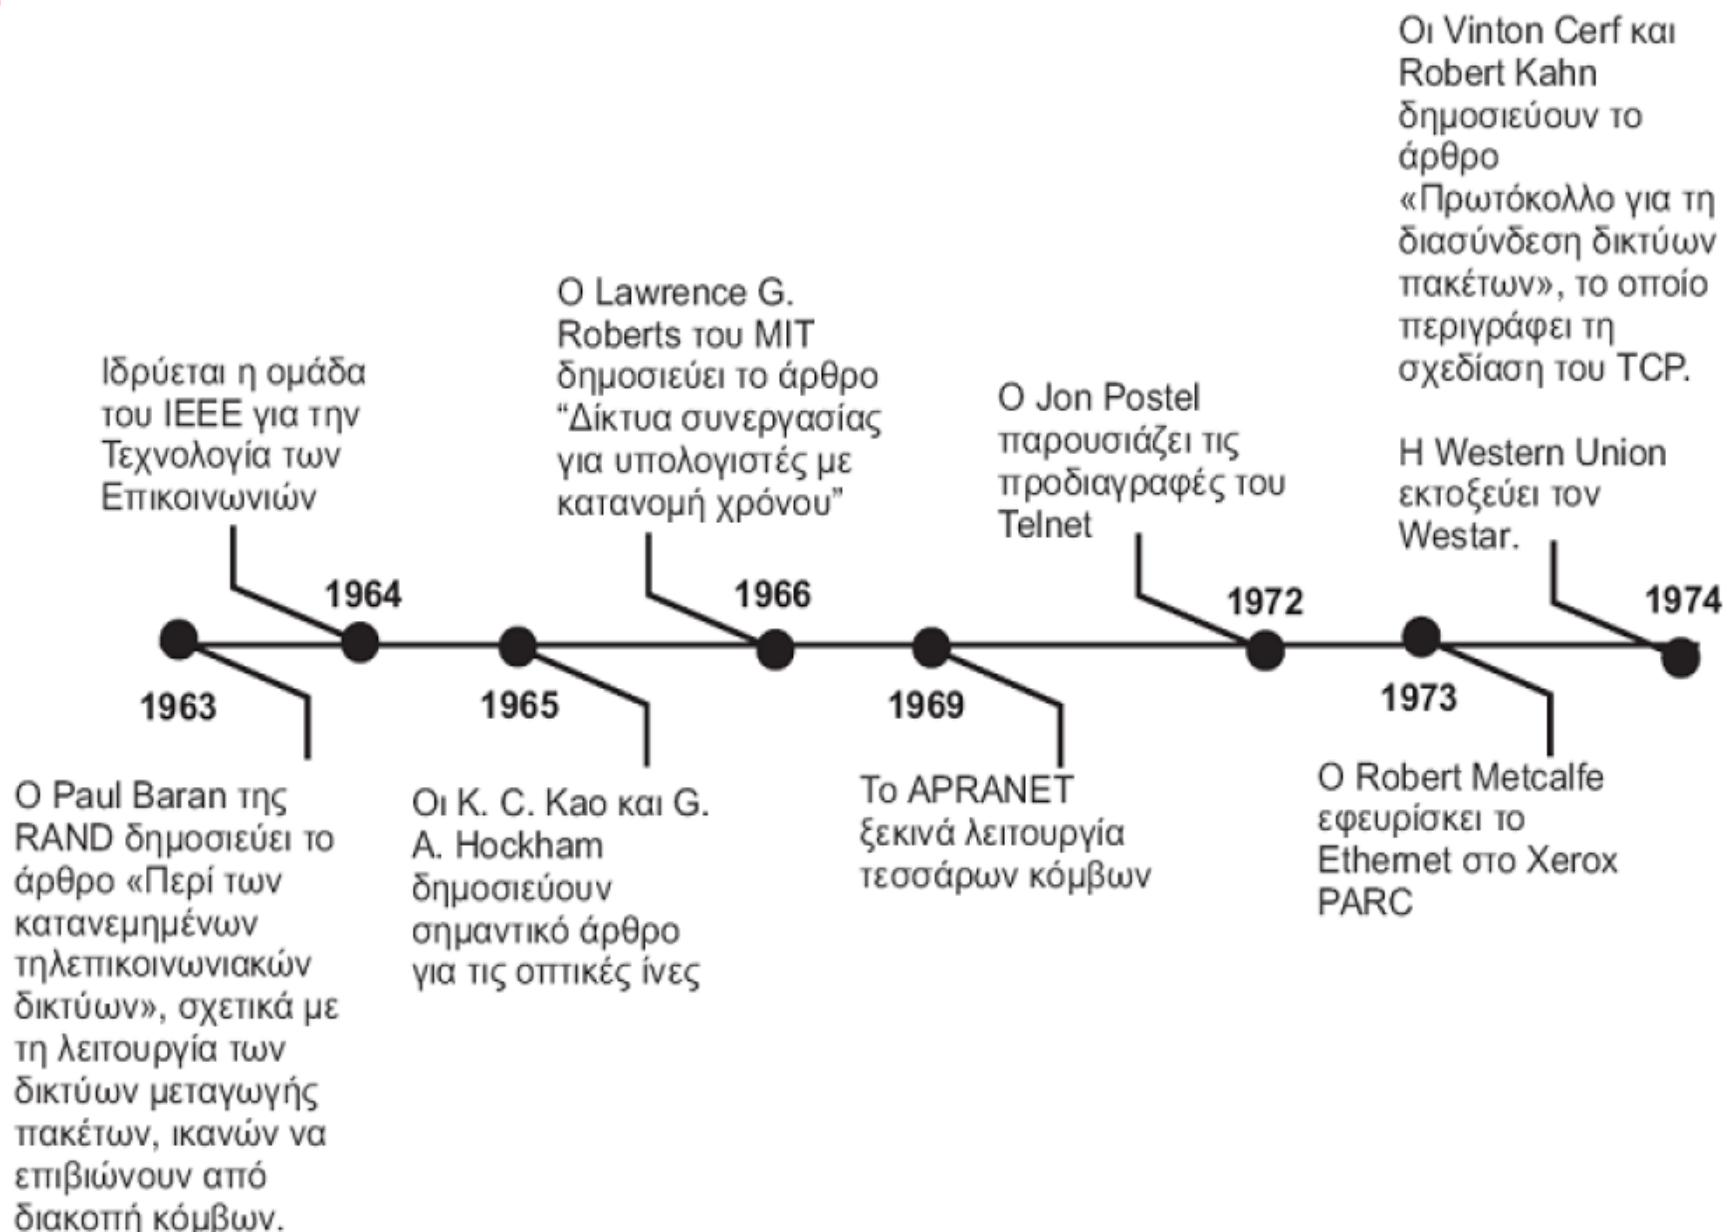 Οι Vinton Cerf και
Robert Kahn
δημοσιεύουν το
άρθρο
«Πρωτόκολλο για τη
διασύνδεση δικτύων
πακέτων», το οποίο
περιγράφει τη
σχεδίαση του TCP.
Η Western Union
εκτοξεύει τον
Westar.
Ο Lawrence G.
Roberts του MIT
δημοσιεύει το άρθρο
“Δίκτυα συνεργασίας
για υπολογιστές με
κατανομή χρόνου”
Ιδρύεται η ομάδα
του IEEE για την
Τεχνολογία των
Επικοινωνιών
Ο Jon Postel
παρουσιάζει τις
προδιαγραφές του
Telnet
1964
1966
1972
1974
1963
1965
1969
1973
Ο Paul Baran της
RAND δημοσιεύει το
άρθρο «Περί των
κατανεμημένων
τηλεπικοινωνιακών
δικτύων», σχετικά με
τη λειτουργία των
δικτύων μεταγωγής
πακέτων, ικανών να
επιβιώνουν από
διακοπή κόμβων.
Οι K. C. Kao και G.
A. Hockham
δημοσιεύουν
σημαντικό άρθρο
για τις οπτικές ίνες
Το APRANET
ξεκινά λειτουργία
τεσσάρων κόμβων
Ο Robert Metcalfe
εφευρίσκει το
Ethernet στο Xerox
PARC